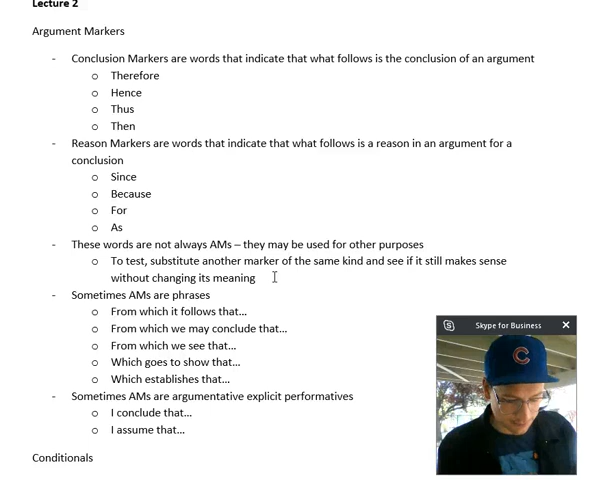 Lecture 2
Argument Markers
- Conclusion Markers are words that indicate that what follows is the conclusion of an argument
o Therefore
o Hence
o Thus
o Then
- Reason Markers are words that indicate that what follows is a reason in an argument for a
conclusion
o Since
o Because
o For
o As
- These words are not always AMs – they may be used for other purposes
o To test, substitute another marker of the same kind and see if it still makes sense
without changing its meaning
- Sometimes AMs are phrases
o From which it follows that...
o From which we may conclude that...
o From which we see that...
o Which goes to show that...
o Which establishes that...
- Sometimes AMs are argumentative explicit performatives
o I conclude that...
o I assume that...
Conditionals
Skype for Business
C